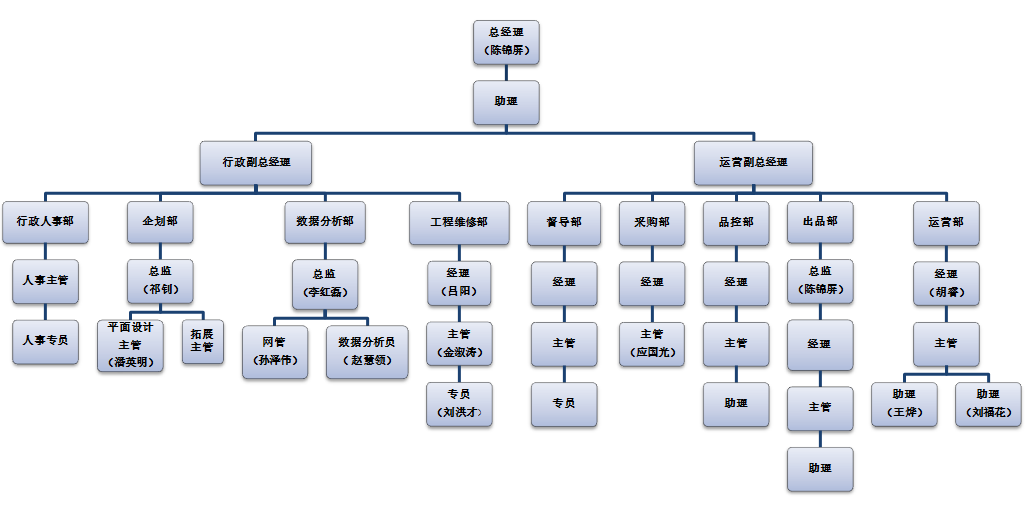 总经理
（陈锦屏）
助理
行政副总经理
运营副总经理
行政人事部
企划部
数据分析部
工程维修部
督导部
采购部
品控部
出品部
运营部
人事主管
总监
（祁钊）
总监
（李红磊）
经理
（吕阳）
经理
经理
经理
总监
（陈锦屏）
经理
（胡睿）
人事专员
平面设计
主管
（潘英明）
拓展
主管
网管
（孙泽伟）
数据分析员
（赵慧领）
主管
（金淑涛）
主管
主管
（应国光）
主管
经理
主管
专员
（刘洪才）
专员
助理
主管
助理
（王烨）
助理
（刘福花）
助理